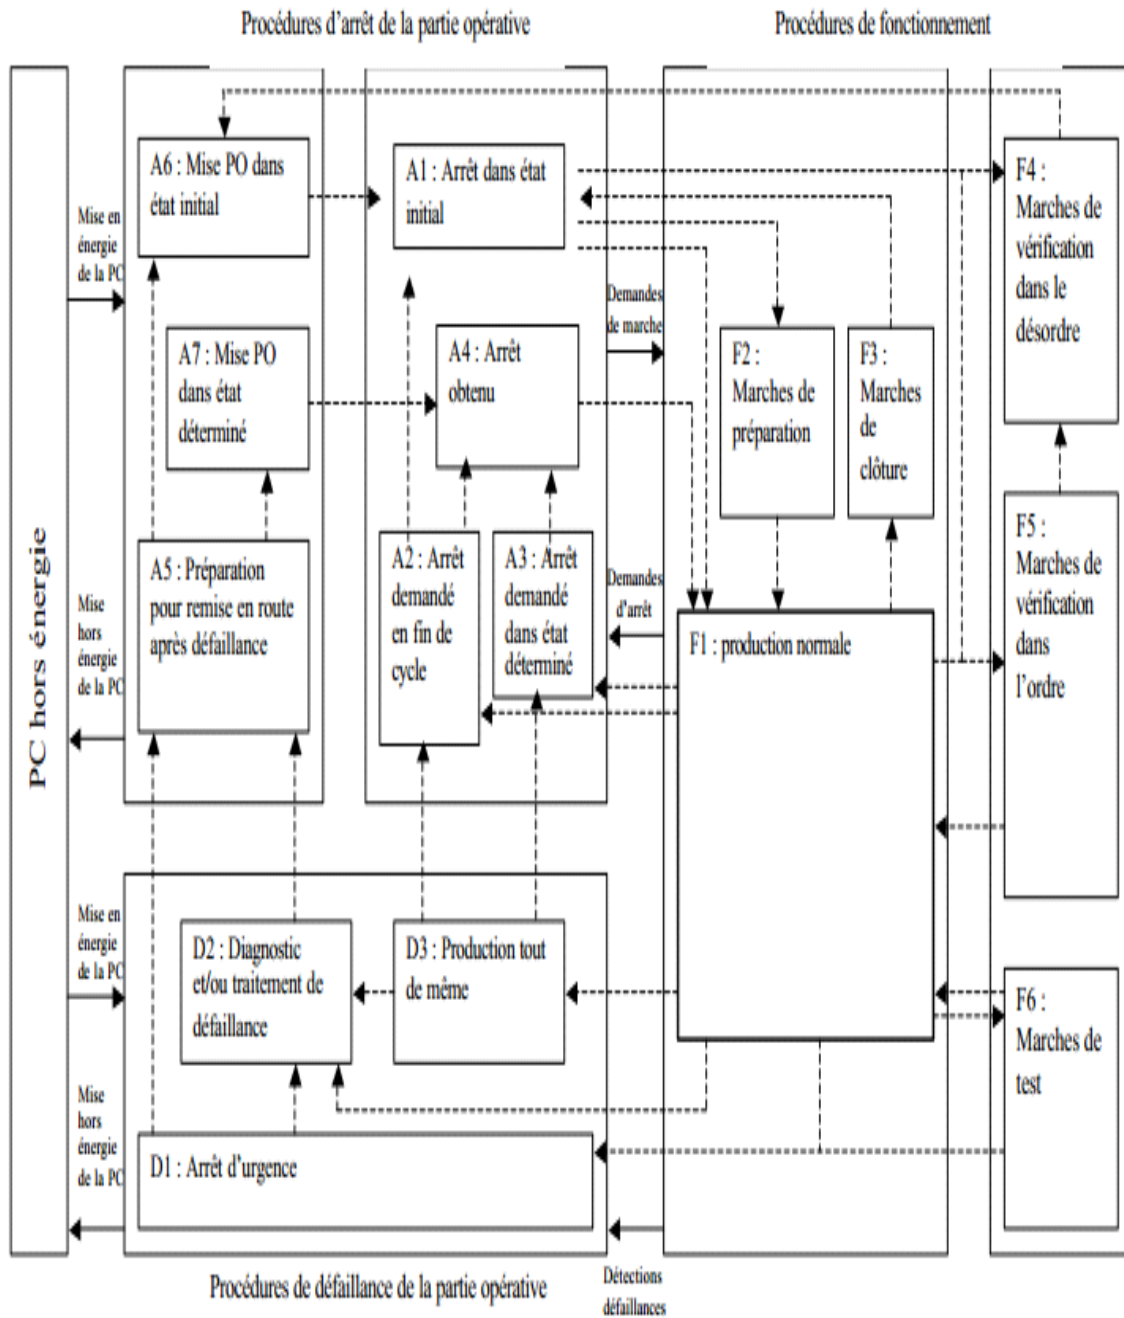 Procédures d'arrêt de la partie opérative
Procédures de fonctionnement
PC hors énergie
Mise en
énergie
de la PC
A6 : Mise PO dans
état initial
A1 : Arrêt dans état
initial
F4 :
Marches de
vérification
dans le
désordre
Demandes
de marche
A7 : Mise PO
dans état
déterminé
A4 : Arrêt
obtenu
F2 :
Marches de
préparation
F3 :
Marches
de
clôture
F5 :
Marches de
vérification
dans
l'ordre
Mise
hors
énergie
de la PC
A5 : Préparation
pour remise en route
après défaillance
A2 : Arrêt
demandé
en fin de
cycle
A3 : Arrêt
demandé
dans état
déterminé
Demandes
d'arrêt
F1 : production normale
Mise en
énergie
de la PC
D2 : Diagnostic
et/ou traitement de
défaillance
D3 : Production tout
de même
F6 :
Marches de
test
Mise
hors
énergie
de la PC
D1 : Arrêt d'urgence
Procédures de défaillance de la partie opérative
Détections
défaillances